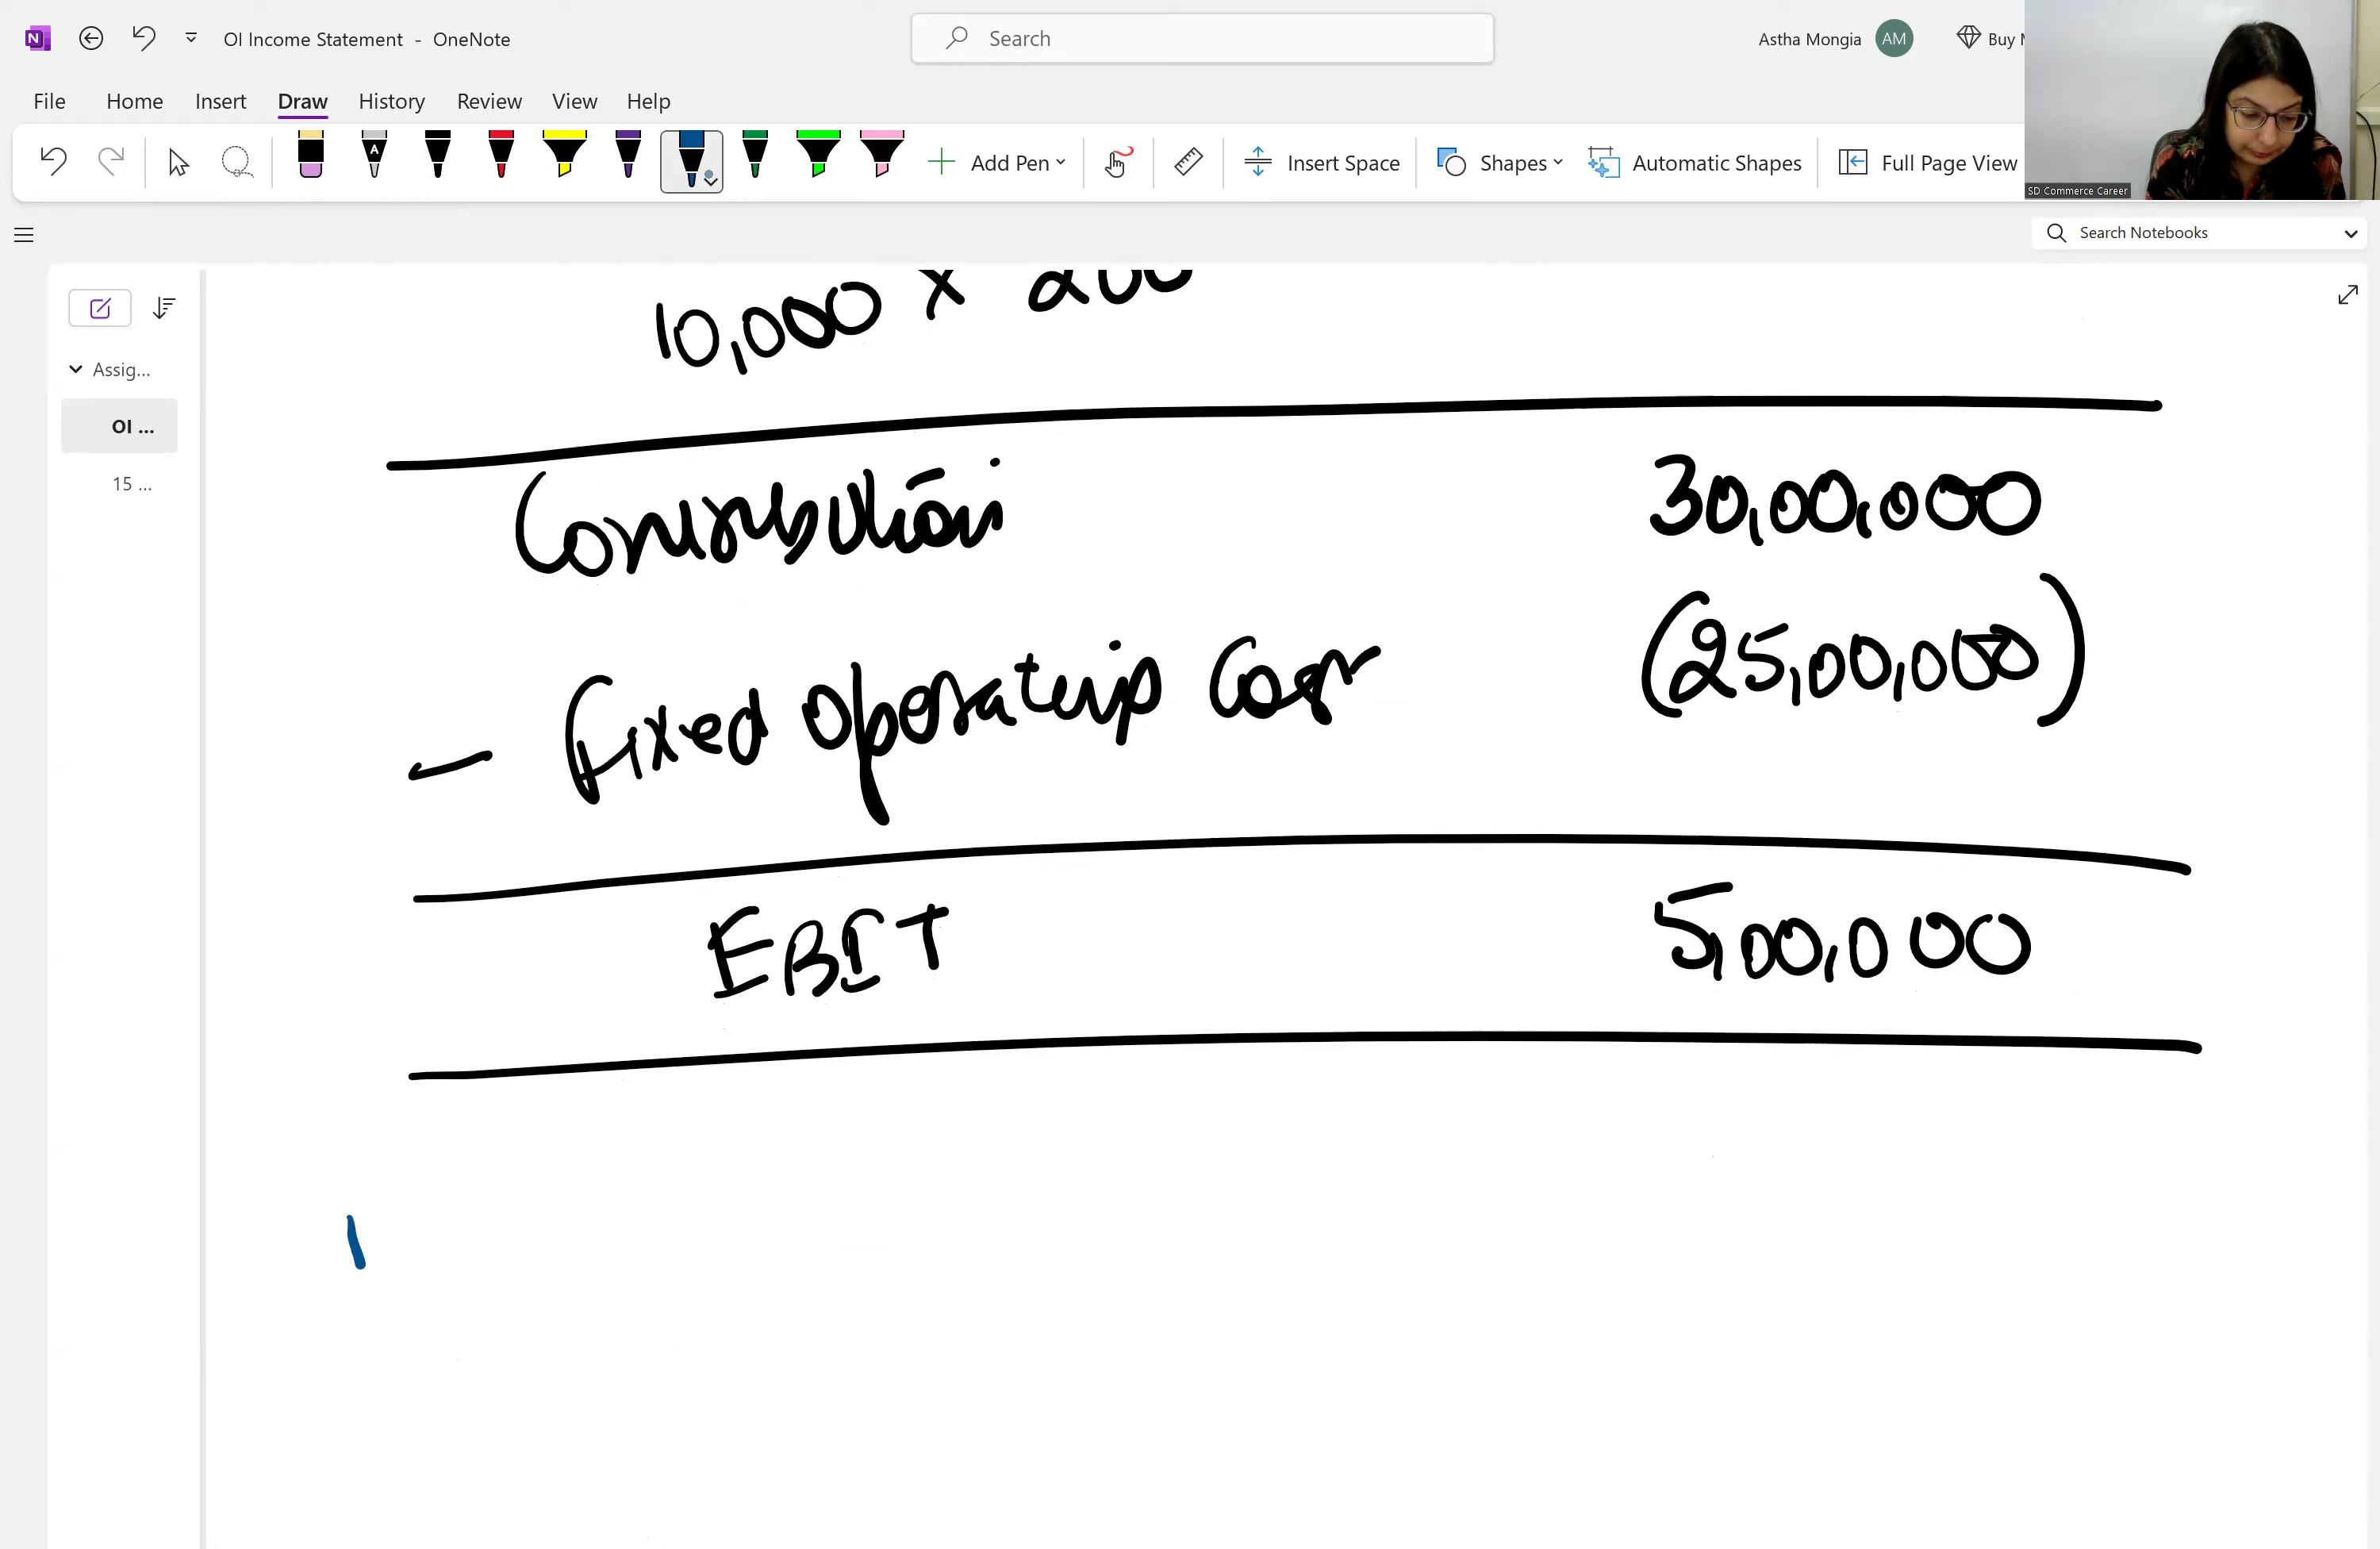 OI Income Statement - OneNote
Search
Astha Mongia AM
Buy
File Home Insert Draw History Review View Help
Add Pen Insert Space Shapes Automatic Shapes Full Page View
SD Commerce Career
Search Notebooks
Assig...
OI ...
15 ...
10,000 × 200
Contribution 30,00,000
- Fixed operating Cost (25,00,000)
EBIT 5,00,000